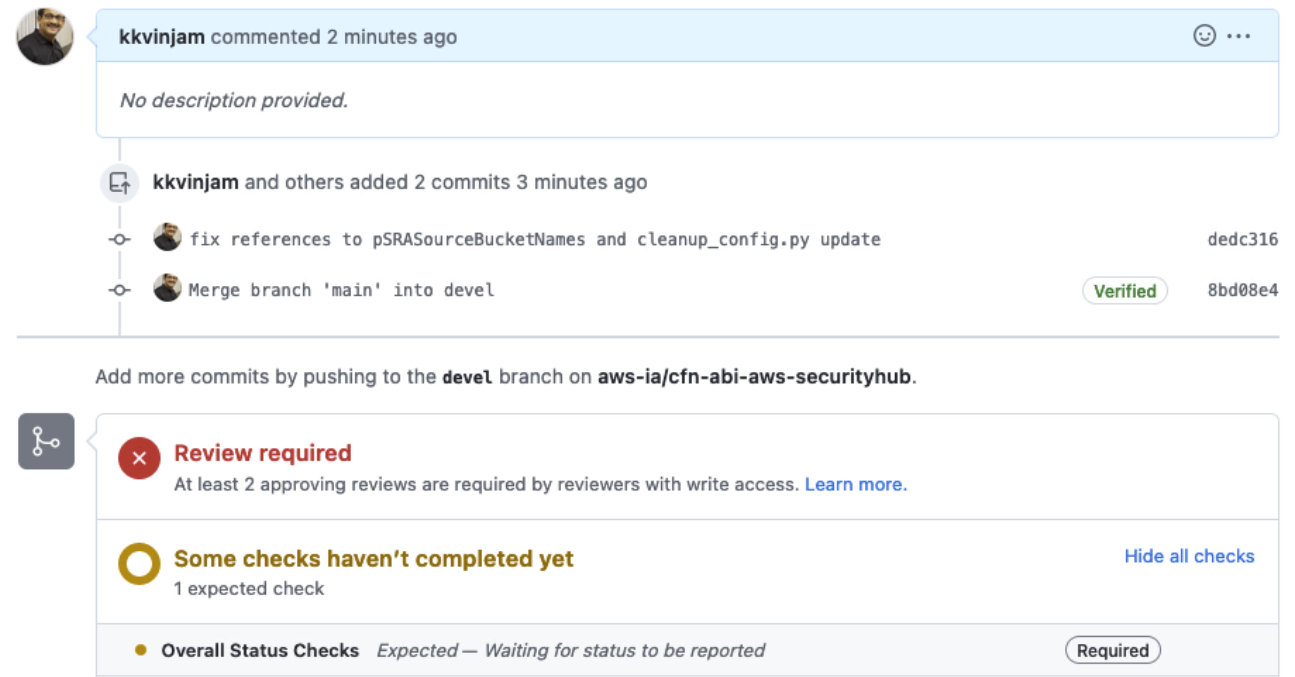 kkvinjam commented 2 minutes ago
No description provided.
kkvinjam and others added 2 commits 3 minutes ago
fix references to pSRASourceBucketNames and cleanup_config.py update dedc316
Merge branch 'main' into devel Verified 8bd08e4
Add more commits by pushing to the devel branch on aws-ia/cfn-abi-aws-securityhub.
Review required
At least 2 approving reviews are required by reviewers with write access. Learn more.
Some checks haven’t completed yet Hide all checks
1 expected check
Overall Status Checks Expected — Waiting for status to be reported Required